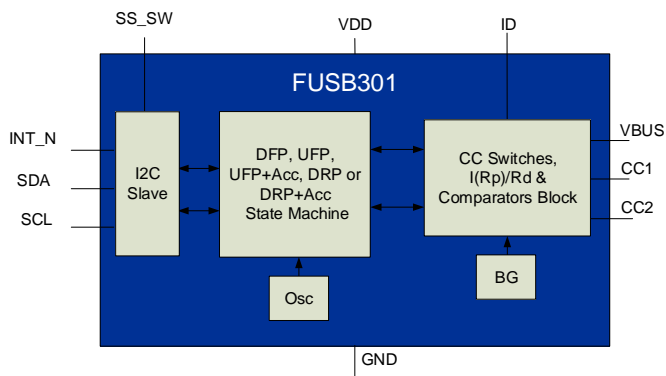 SS_SW
VDD
ID
FUSB301
INT_N
SDA
SCL
I2C
Slave
DFP, UFP,
UFP+Acc, DRP or
DRP+Acc
State Machine
CC Switches,
I(Rp)/Rd &
Comparators Block
VBUS
CC1
CC2
Osc
BG
GND